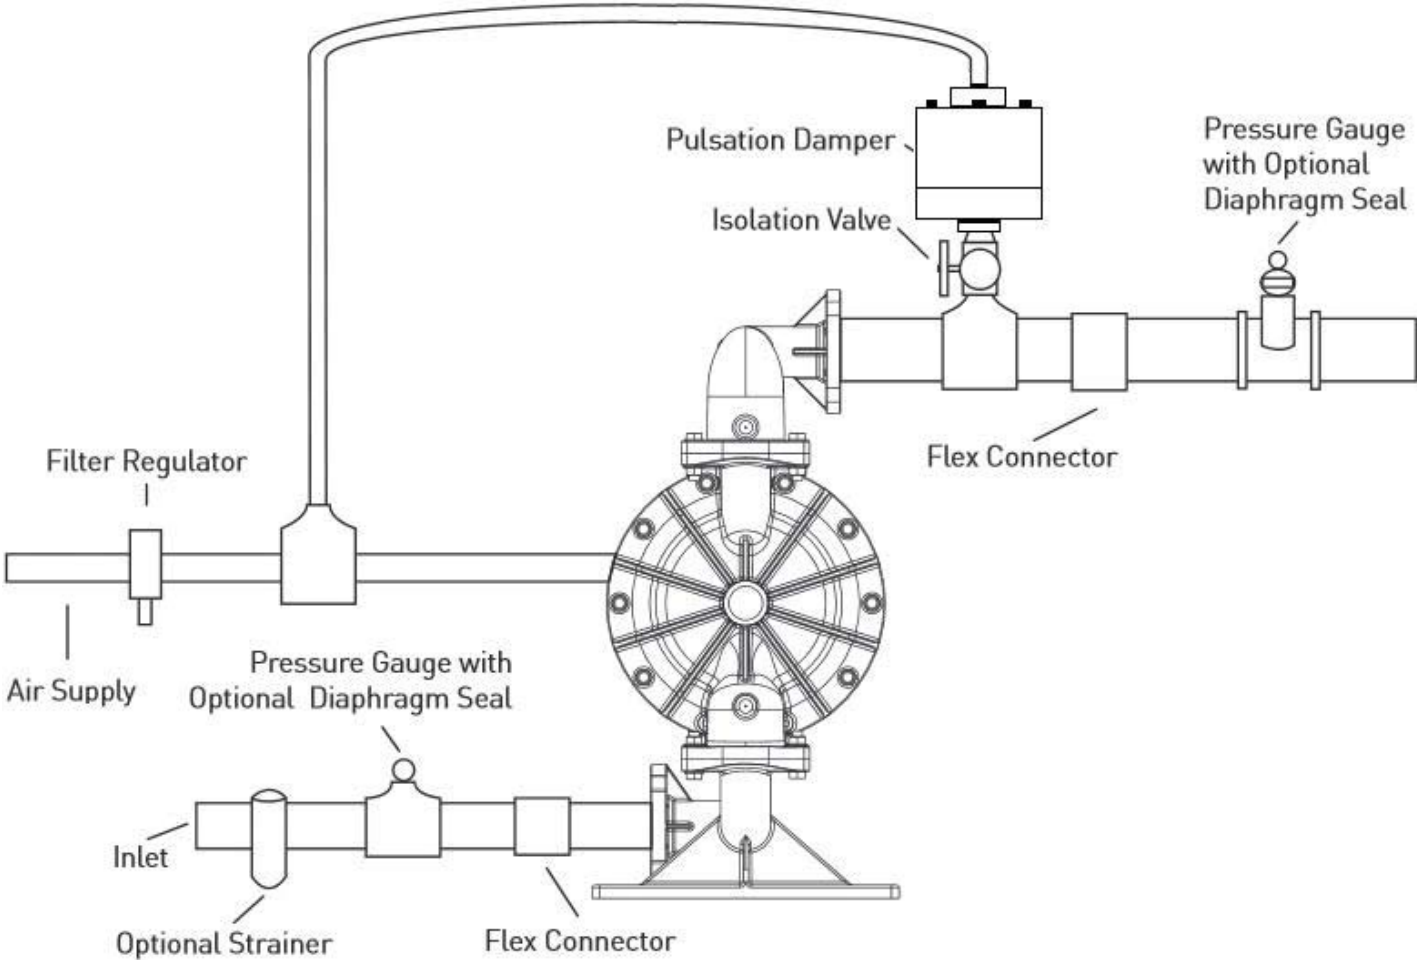 Pulsation Damper
Pressure Gauge
with Optional
Diaphragm Seal
Isolation Valve
Flex Connector
Filter Regulator
Air Supply
Pressure Gauge with
Optional Diaphragm Seal
Inlet
Optional Strainer
Flex Connector